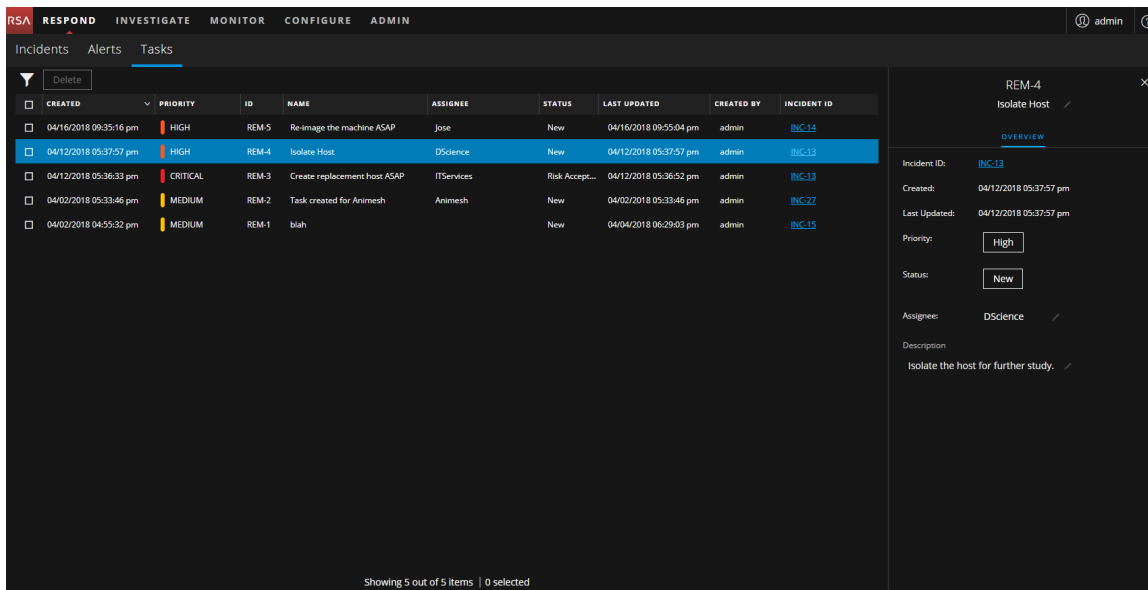 RSA RESPOND INVESTIGATE MONITOR CONFIGURE ADMIN admin
Incidents Alerts Tasks
Delete
CREATED PRIORITY ID NAME ASSIGNEE STATUS LAST UPDATED CREATED BY INCIDENT ID
04/16/2018 09:35:16 pm HIGH REM-5 Re-image the machine ASAP Jose New 04/16/2018 09:55:04 pm admin INC-14
04/12/2018 05:37:57 pm HIGH REM-4 Isolate Host DScience New 04/12/2018 05:37:57 pm admin INC-13
04/12/2018 05:36:33 pm CRITICAL REM-3 Create replacement host ASAP ITServices Risk Accept... 04/12/2018 05:36:52 pm admin INC-13
04/02/2018 05:33:46 pm MEDIUM REM-2 Task created for Animesh Animesh New 04/02/2018 05:33:46 pm admin INC-27
04/02/2018 04:55:32 pm MEDIUM REM-1 blah New 04/04/2018 06:29:03 pm admin INC-15
Showing 5 out of 5 items | 0 selected
REM-4
Isolate Host
OVERVIEW
Incident ID: INC-13
Created: 04/12/2018 05:37:57 pm
Last Updated: 04/12/2018 05:37:57 pm
Priority: High
Status: New
Assignee: DScience
Description
Isolate the host for further study.